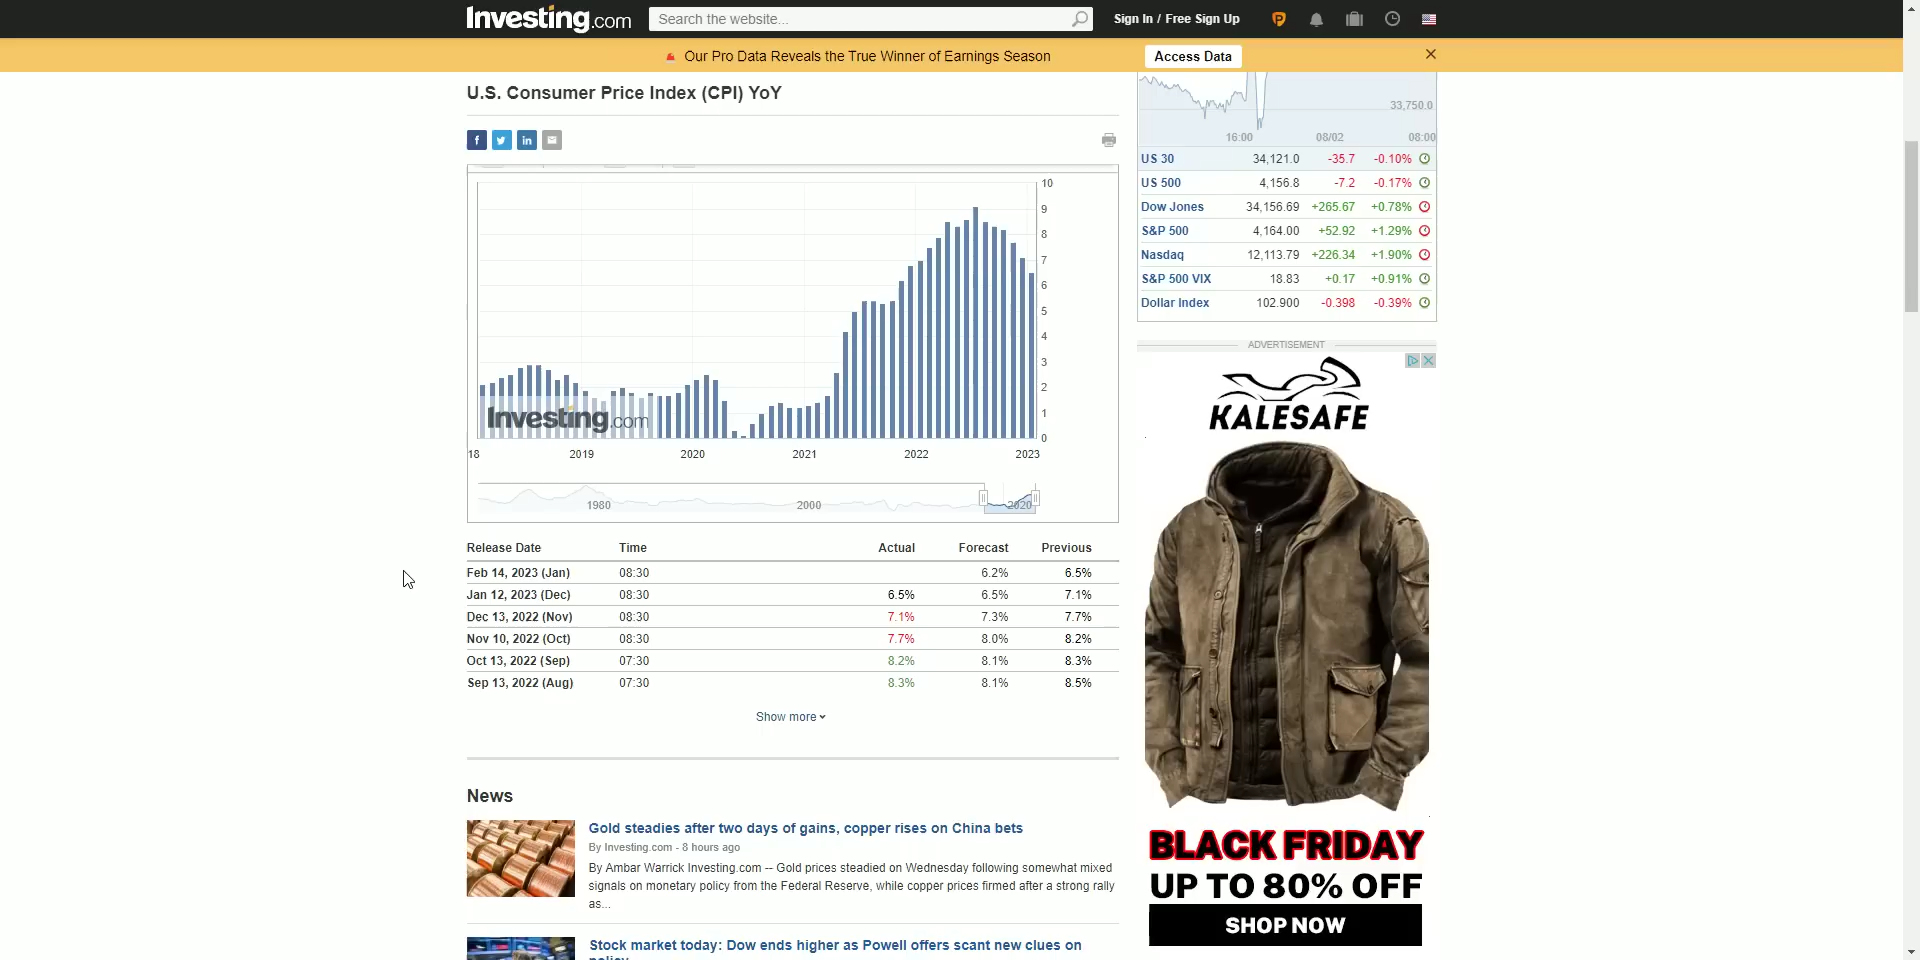 Investing.com
Search the website...
Sign In / Free Sign Up
Our Pro Data Reveals the True Winner of Earnings Season
Access Data
U.S. Consumer Price Index (CPI) YoY
10
9
8
7
6
5
4
3
2
1
0
Investing.com
18 2019 2020 2021 2022 2023
1980 2000 2020
Release Date Time Actual Forecast Previous
Feb 14, 2023 (Jan) 08:30 6.2% 6.5%
Jan 12, 2023 (Dec) 08:30 6.5% 6.5% 7.1%
Dec 13, 2022 (Nov) 08:30 7.1% 7.3% 7.7%
Nov 10, 2022 (Oct) 08:30 7.7% 8.0% 8.2%
Oct 13, 2022 (Sep) 07:30 8.2% 8.1% 8.3%
Sep 13, 2022 (Aug) 07:30 8.3% 8.1% 8.5%
Show more
News
Gold steadies after two days of gains, copper rises on China bets
By Investing.com - 8 hours ago
By Ambar Warrick Investing.com -- Gold prices steadied on Wednesday following somewhat mixed
signals on monetary policy from the Federal Reserve, while copper prices firmed after a strong rally
as...
Stock market today: Dow ends higher as Powell offers scant new clues on
policy
33,750.0
16:00 08/02 08:00
US 30 34,121.0 -35.7 -0.10%
US 500 4,156.8 -7.2 -0.17%
Dow Jones 34,156.69 +265.67 +0.78%
S&P 500 4,164.00 +52.92 +1.29%
Nasdaq 12,113.79 +226.34 +1.90%
S&P 500 VIX 18.83 +0.17 +0.91%
Dollar Index 102.900 -0.398 -0.39%
ADVERTISEMENT
KALESAFE
BLACK FRIDAY
UP TO 80% OFF
SHOP NOW